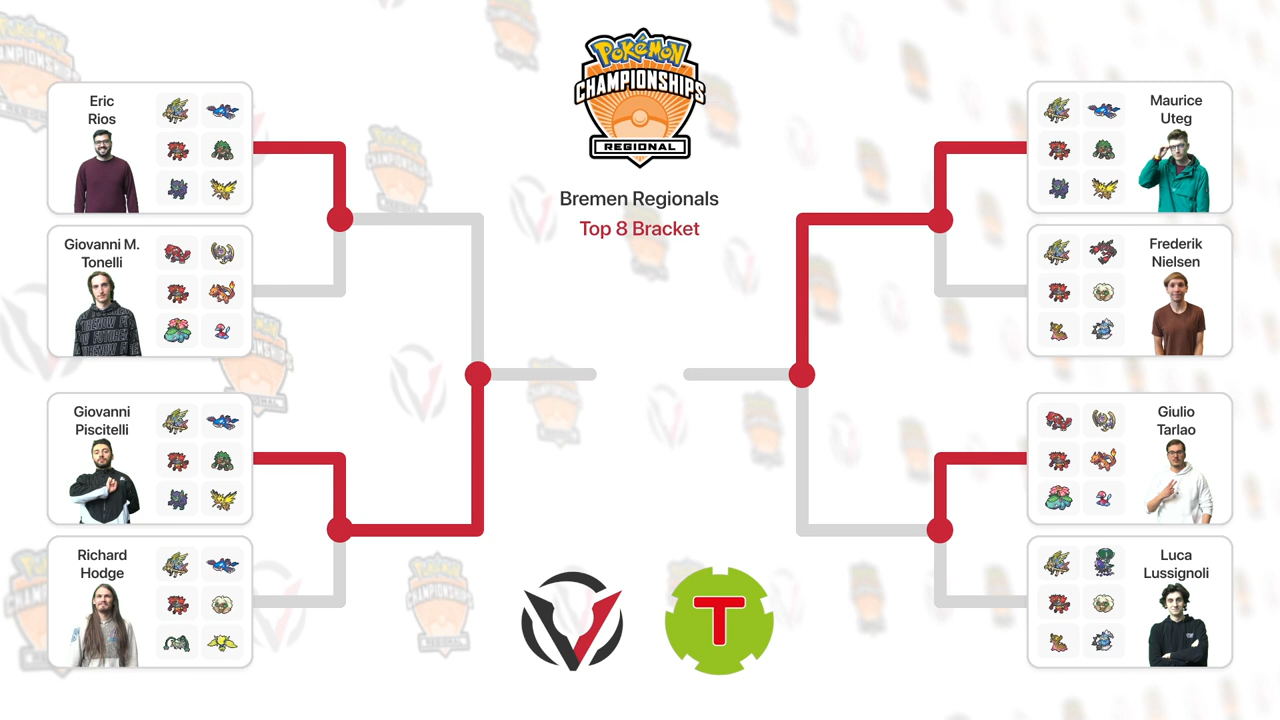 POKéMON
CHAMPIONSHIPS
REGIONAL
Bremen Regionals
Top 8 Bracket
Eric
Rios
Giovanni M.
Tonelli
Giovanni
Piscitelli
Richard
Hodge
Maurice
Uteg
Frederik
Nielsen
Giulio
Tarlao
Luca
Lussignoli
T